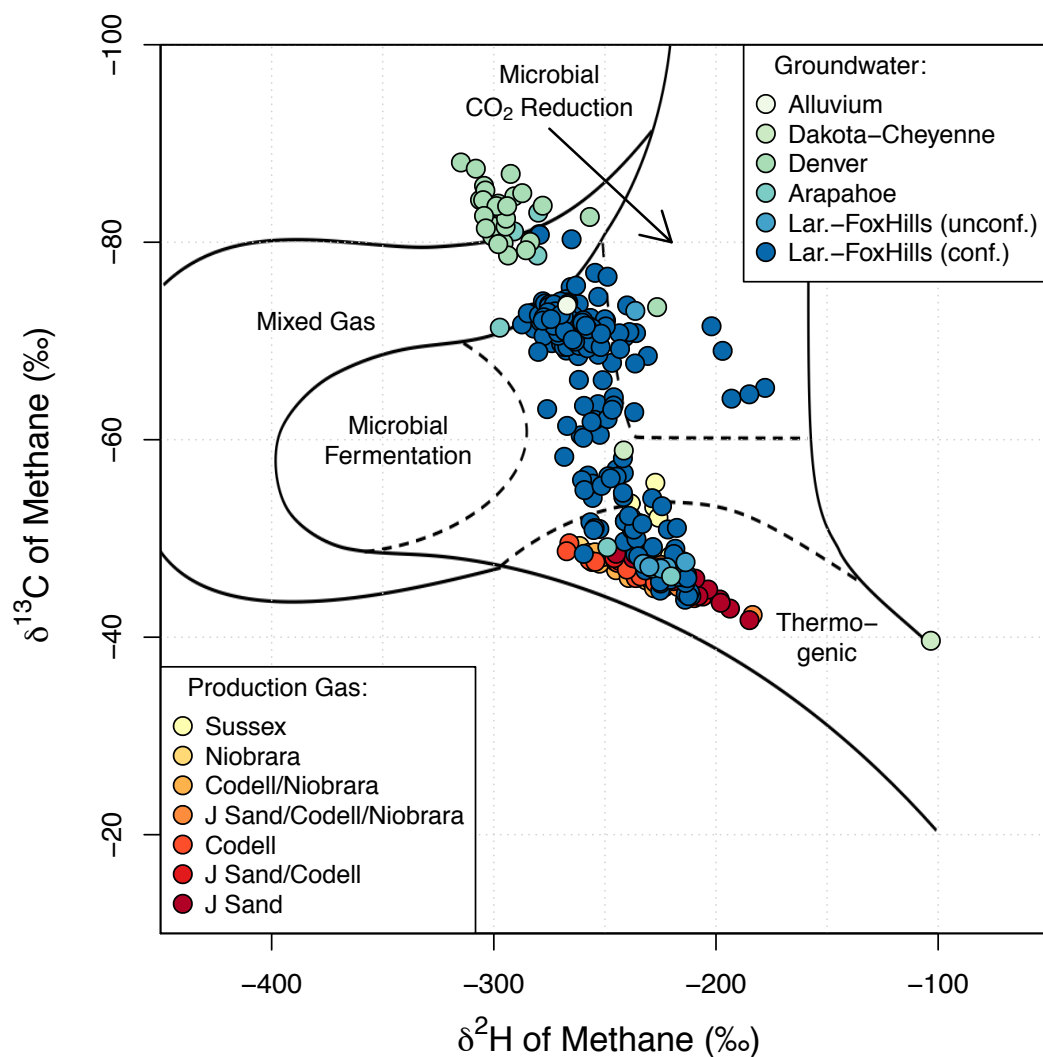 Microbial
CO₂ Reduction
Groundwater:
Alluvium
Dakota−Cheyenne
Denver
Arapahoe
Lar.−FoxHills (unconf.)
Lar.−FoxHills (conf.)
Mixed Gas
Microbial
Fermentation
Thermo−
genic
Production Gas:
Sussex
Niobrara
Codell/Niobrara
J Sand/Codell/Niobrara
Codell
J Sand/Codell
J Sand
−100
−80
−60
−40
−20
δ¹³C of Methane (‰)
−400
−300
−200
−100
δ²H of Methane (‰)